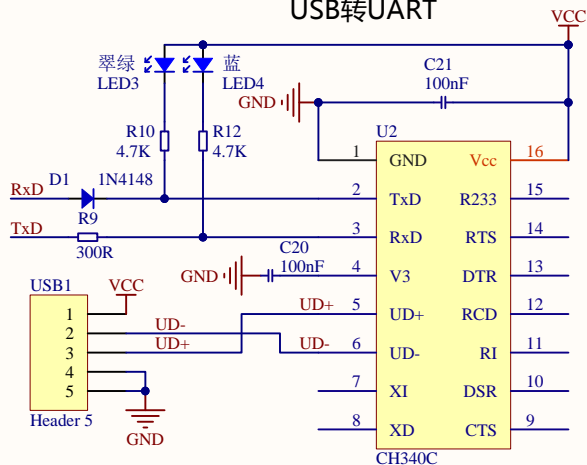 USB转UART
VCC
翠绿
LED3
蓝
LED4
C21
100nF
GND
R10
4.7K
R12
4.7K
U2
1
GND
Vcc
16
D1
1N4148
RxD
2
TxD
R233
15
R9
TxD
300R
3
RxD
RTS
14
C20
100nF
GND
4
V3
DTR
13
USB1
VCC
UD+
5
UD+
RCD
12
1
2
UD-
3
UD+
UD-
6
UD-
RI
11
4
5
7
XI
DSR
10
Header 5
GND
8
XD
CTS
9
CH340C